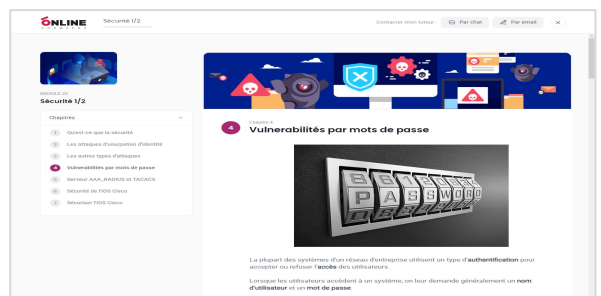 ONLINE
FORMAPRO
Sécurité 1/2
Contacter mon tuteur :
Par chat
Par email
MODULE 20
Sécurité 1/2
Chapitres
1 Qu'est-ce que la sécurité
2 Les attaques d'usurpation d'identité
3 Les autres types d'attaques
4 Vulnerabilités par mots de passe
5 Serveur AAA_RADIUS et TACACS
6 Sécurité de l'IOS Cisco
7 Sécuriser l'IOS Cisco
4
Chapitre 4
Vulnerabilités par mots de passe
PASSWORD
La plupart des systèmes d'un réseau d'entreprise utilisent un type d'authentification pour
accepter ou refuser l'accès des utilisateurs.
Lorsque les utilisateurs accèdent à un système, on leur demande généralement un nom
d'utilisateur et un mot de passe.